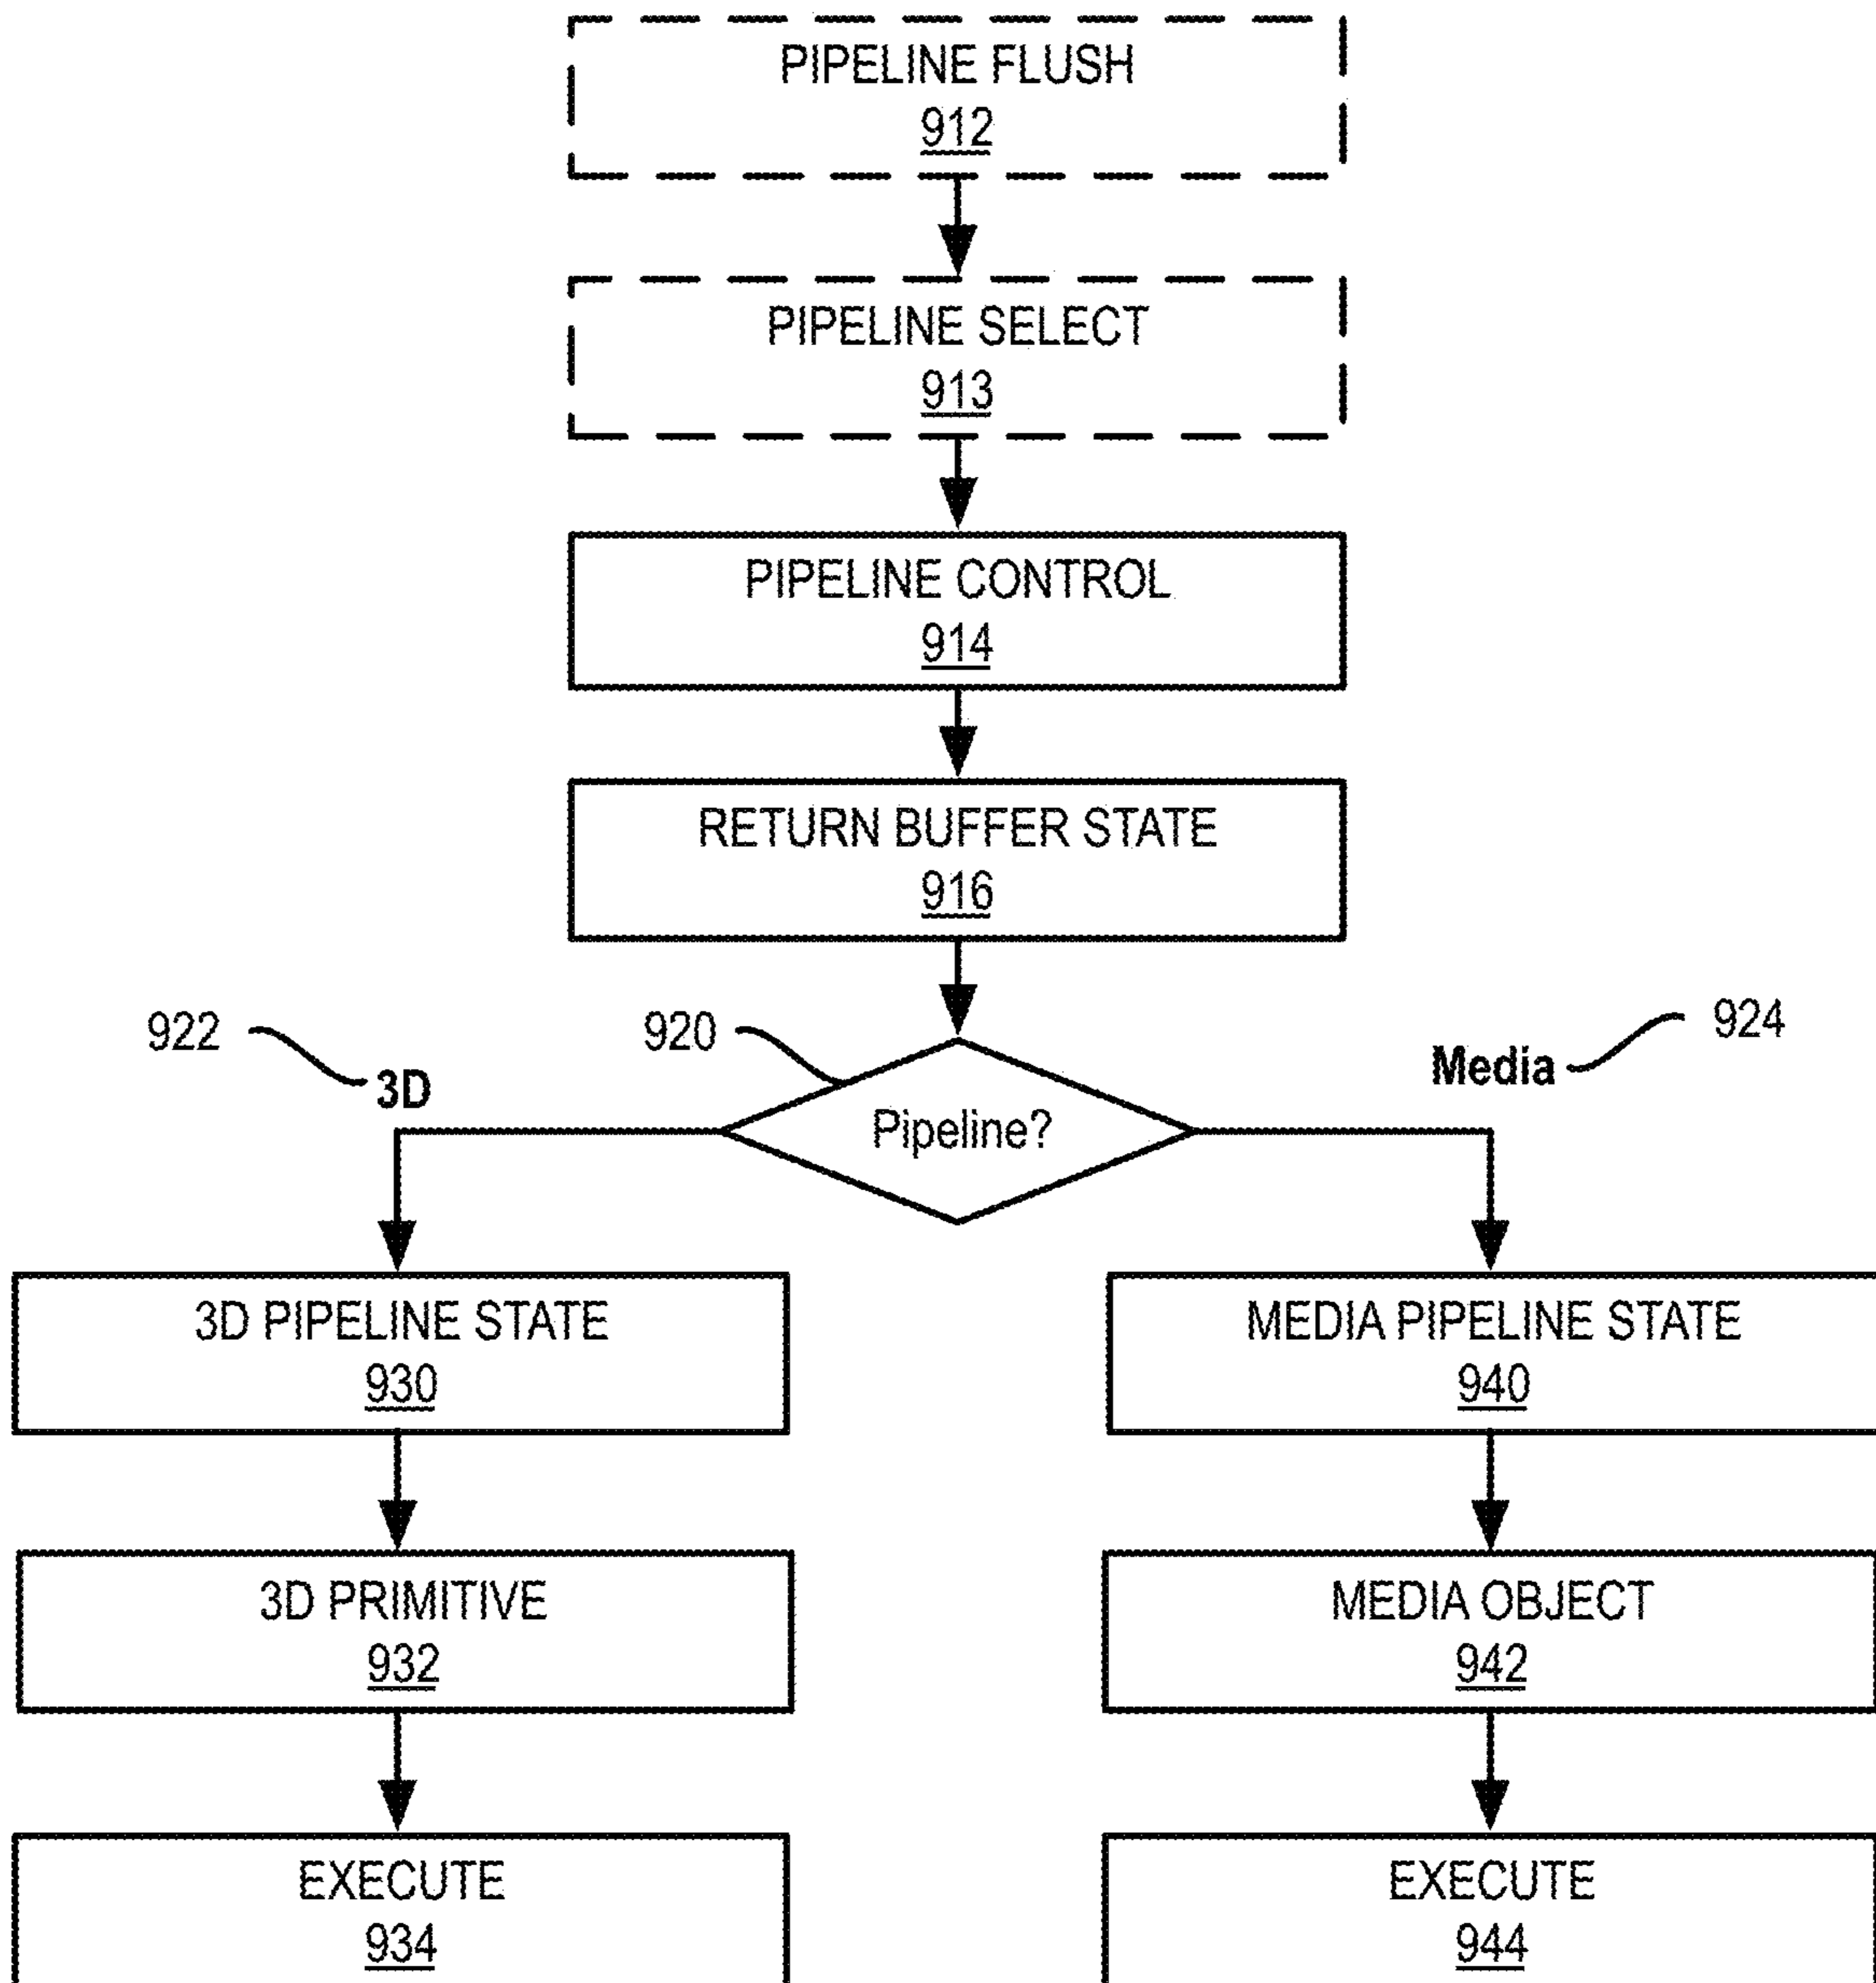 PIPELINE FLUSH
912
PIPELINE SELECT
913
PIPELINE CONTROL
914
RETURN BUFFER STATE
916
922
920
924
3D
Media
Pipeline?
3D PIPELINE STATE
930
MEDIA PIPELINE STATE
940
3D PRIMITIVE
932
MEDIA OBJECT
942
EXECUTE
934
EXECUTE
944